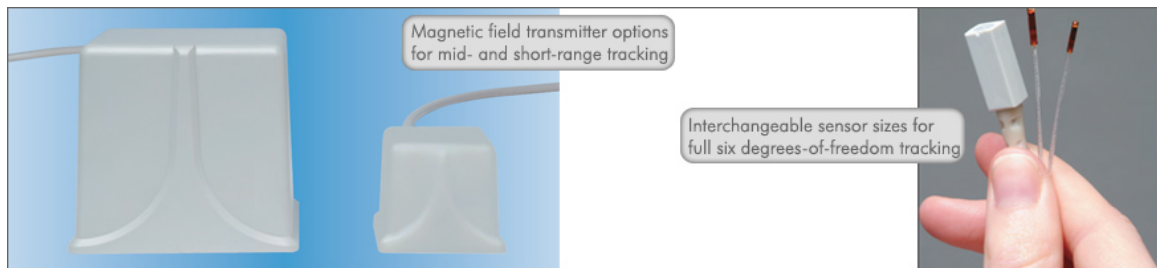 Magnetic field transmitter options
for mid- and short-range tracking
Interchangeable sensor sizes for
full six degrees-of-freedom tracking